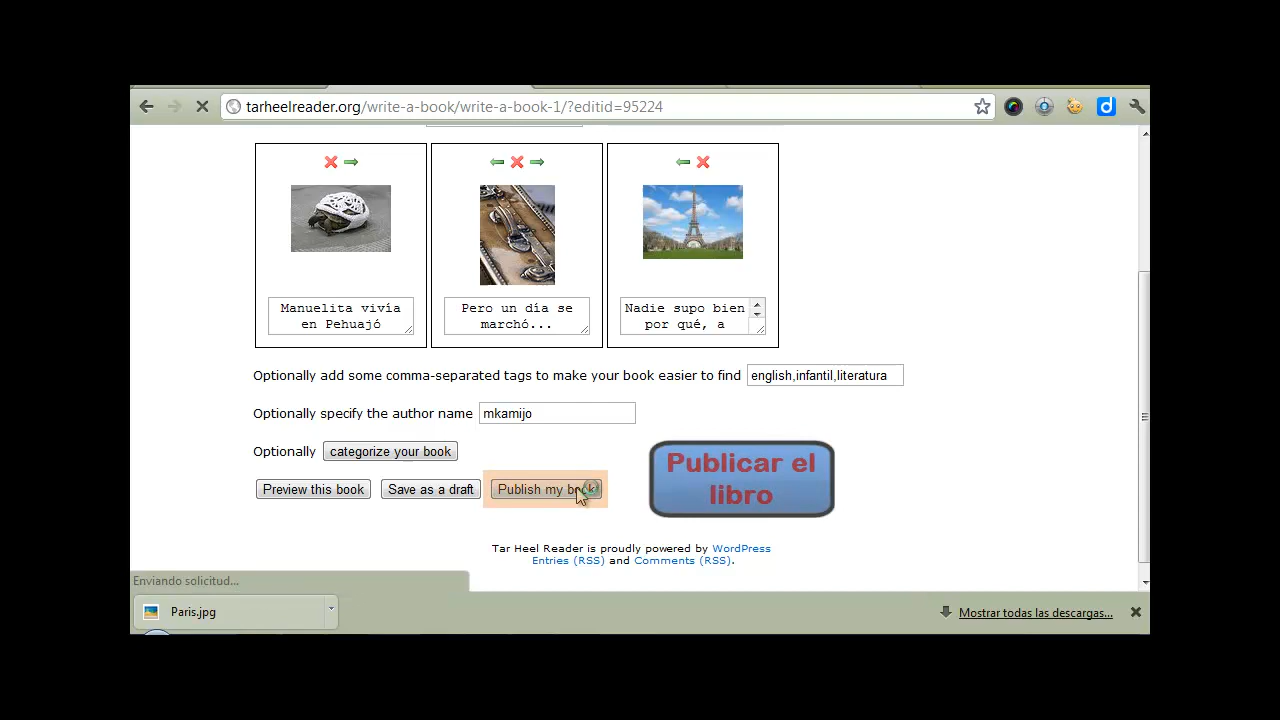 tarheelreader.org/write-a-book/write-a-book-1/?editid=95224
Manuelita vivía
en Pehuajó
Pero un día se
marchó...
Nadie supo bien
por qué, a
Optionally add some comma-separated tags to make your book easier to find
english,infantil,literatura
Optionally specify the author name
mkamijo
Optionally
categorize your book
Preview this book
Save as a draft
Publish my book
Publicar el
libro
Tar Heel Reader is proudly powered by WordPress
Entries (RSS) and Comments (RSS).
Enviando solicitud...
Paris.jpg
Mostrar todas las descargas...